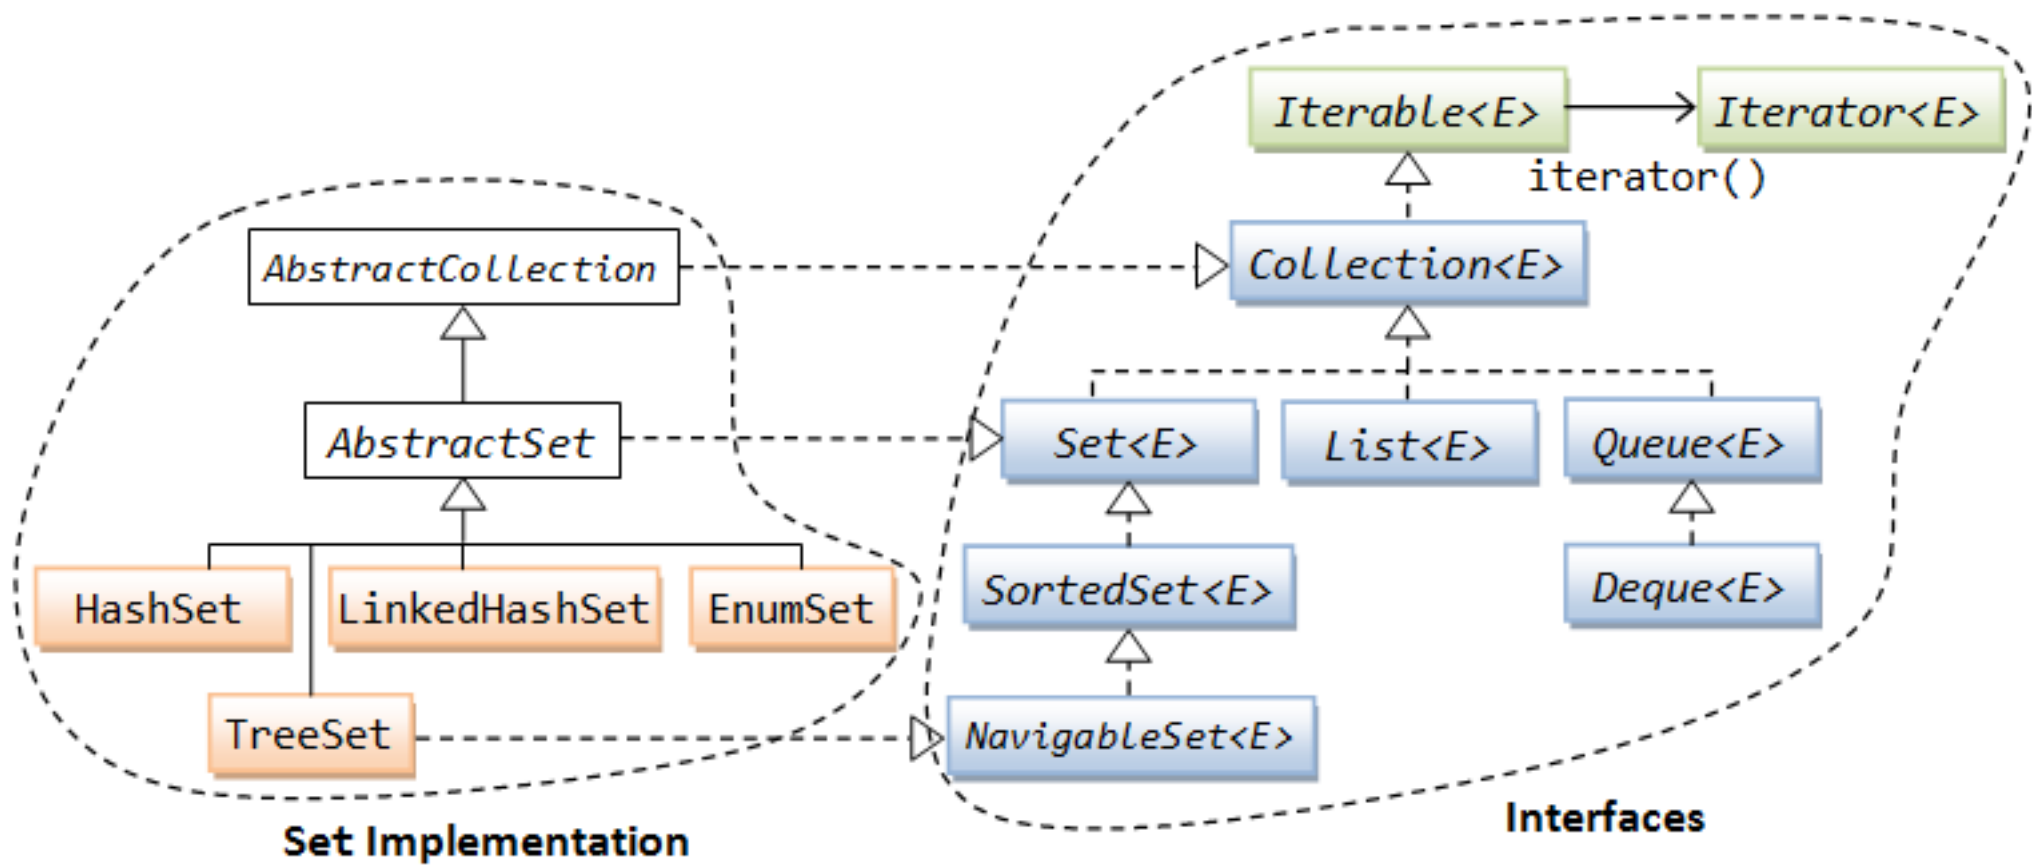 Iterable<E>
Iterator<E>
iterator()
AbstractCollection
Collection<E>
AbstractSet
Set<E>
List<E>
Queue<E>
HashSet
LinkedHashSet
EnumSet
SortedSet<E>
Deque<E>
TreeSet
NavigableSet<E>
Set Implementation
Interfaces